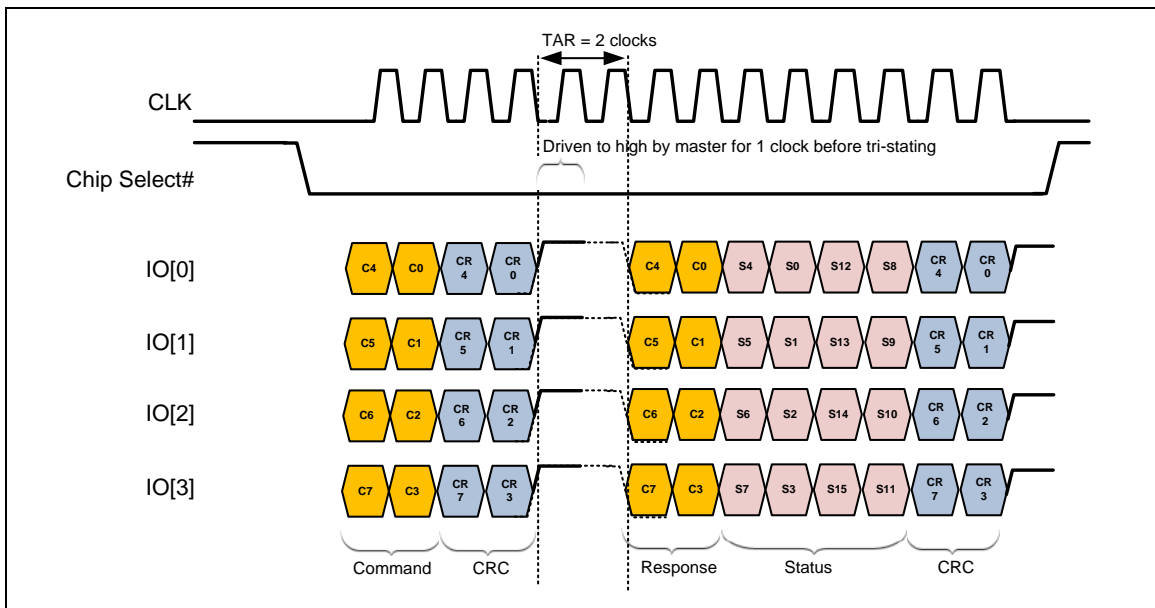 TAR = 2 clocks
CLK
Driven to high by master for 1 clock before tri-stating
Chip Select#
IO[0] C4 C0 CR 4 CR 0 C4 C0 S4 S0 S12 S8 CR 4 CR 0
IO[1] C5 C1 CR 5 CR 1 C5 C1 S5 S1 S13 S9 CR 5 CR 1
IO[2] C6 C2 CR 6 CR 2 C6 C2 S6 S2 S14 S10 CR 6 CR 2
IO[3] C7 C3 CR 7 CR 3 C7 C3 S7 S3 S15 S11 CR 7 CR 3
Command CRC Response Status CRC